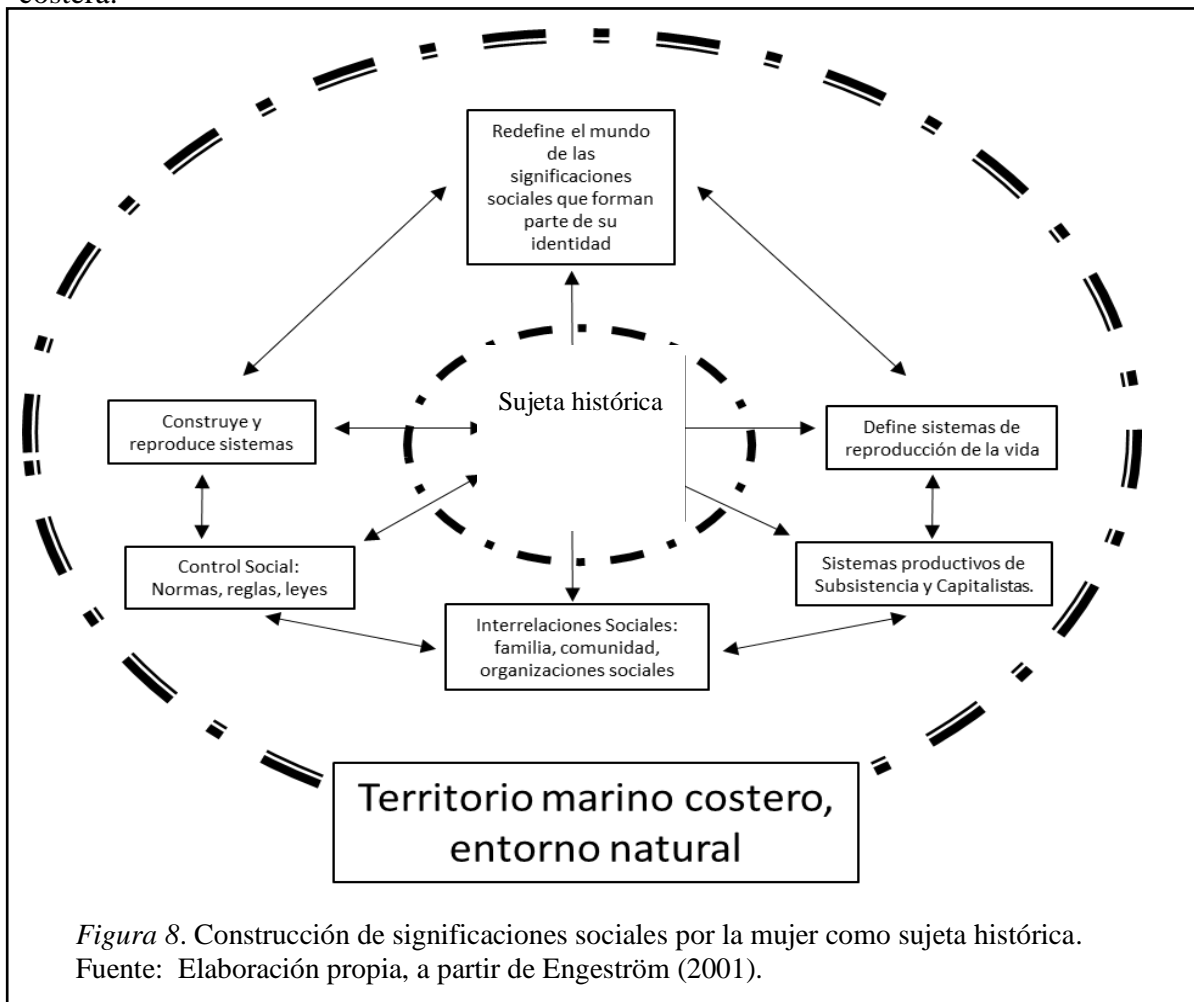 costera.
Redefine el mundo
de las
significaciones
sociales que forman
parte de su
identidad
Sujeta histórica
Construye y
reproduce sistemas
Define sistemas de
reproducción de la vida
Control Social:
Normas, reglas, leyes
Sistemas productivos de
Subsistencia y Capitalistas.
Interrelaciones Sociales:
familia, comunidad,
organizaciones sociales
Territorio marino costero,
entorno natural
Figura 8. Construcción de significaciones sociales por la mujer como sujeta histórica.
Fuente: Elaboración propia, a partir de Engeström (2001).